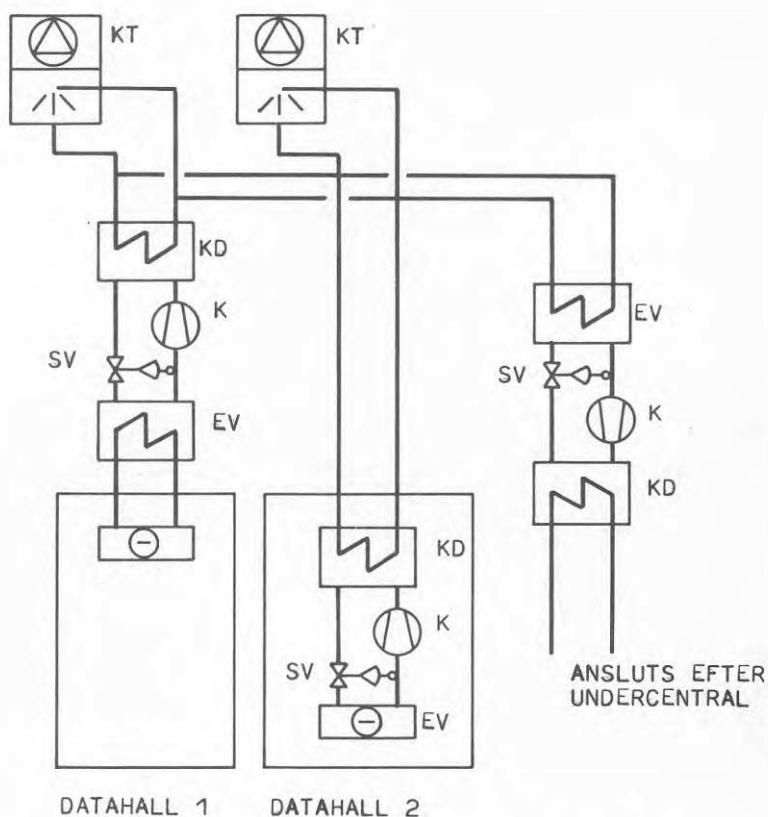 KT
KT
KD
K
SV
EV
EV
SV
K
KD
KD
K
SV
EV
ANSLUTS EFTER
UNDERCENTRAL
DATAHALL 1
DATAHALL 2